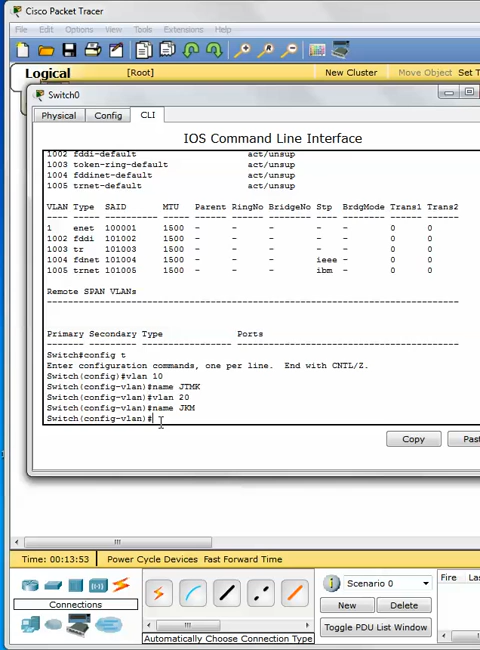 Cisco Packet Tracer
File Edit Options View Tools Extensions Help
Logical [Root] New Cluster Move Object Set T
Switch0
Physical Config CLI
IOS Command Line Interface
1002 fddi-default act/unsup
1003 token-ring-default act/unsup
1004 fddinet-default act/unsup
1005 trnet-default act/unsup
VLAN Type SAID MTU Parent RingNo BridgeNo Stp BrdgMode Trans1 Trans2
---- ----- ---------- ----- ------ ------ -------- ---- -------- ------ ------
1 enet 100001 1500 - - - - - 0 0
1002 fddi 101002 1500 - - - - - 0 0
1003 tr 101003 1500 - - - - - 0 0
1004 fdnet 101004 1500 - - - ieee - 0 0
1005 trnet 101005 1500 - - - ibm - 0 0
Remote SPAN VLANs
------------------------------------------------------------------------------
Primary Secondary Type Ports
------- --------- ----------------- ------------------------------------------
Switch#config t
Enter configuration commands, one per line. End with CNTL/Z.
Switch(config)#vlan 10
Switch(config-vlan)#name JTMK
Switch(config-vlan)#vlan 20
Switch(config-vlan)#name JKM
Switch(config-vlan)#
Copy Past
Time: 00:13:53 Power Cycle Devices Fast Forward Time
Connections
Automatically Choose Connection Type
Scenario 0
New Delete
Toggle PDU List Window
Fire Las